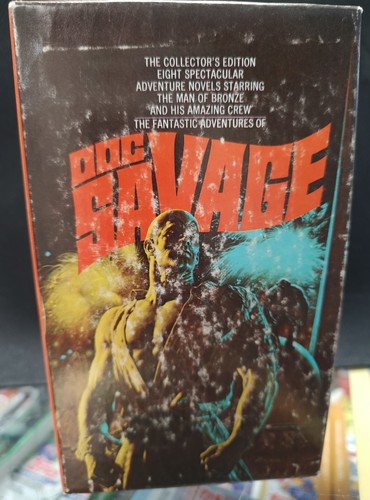 THE COLLECTOR'S EDITION
EIGHT SPECTACULAR
ADVENTURE NOVELS STARRING
THE MAN OF BRONZE
AND HIS AMAZING CREW
THE FANTASTIC ADVENTURES OF
DOC
SAVAGE